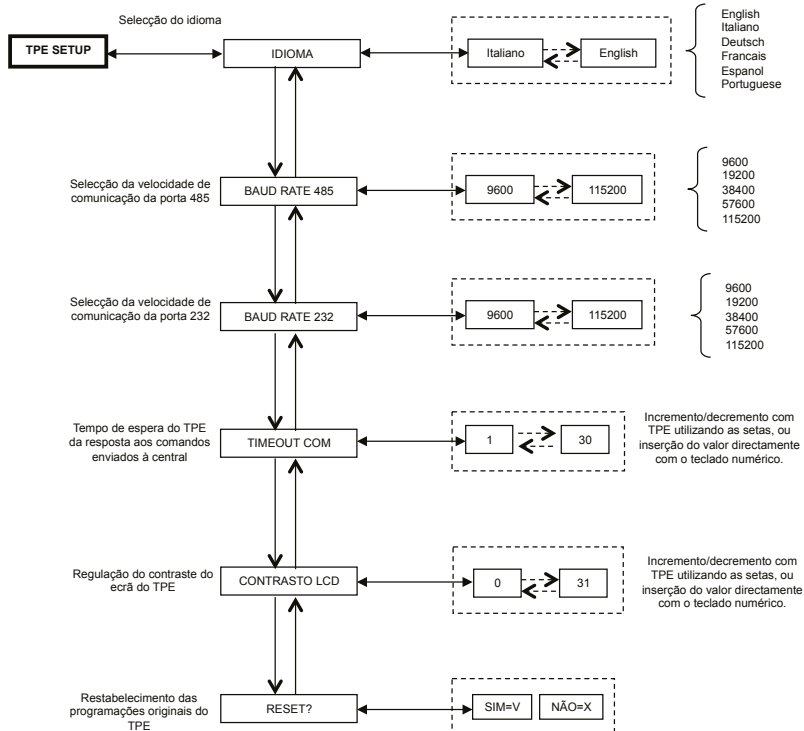 Selecção do idioma
TPE SETUP
IDIOMA
Italiano
English
English
Italiano
Deutsch
Francais
Espanol
Portuguese
Selecção da velocidade de
comunicação da porta 485
BAUD RATE 485
9600
115200
9600
19200
38400
57600
115200
Selecção da velocidade de
comunicação da porta 232
BAUD RATE 232
9600
115200
9600
19200
38400
57600
115200
Tempo de espera do TPE
da resposta aos comandos
enviados à central
TIMEOUT COM
1
30
Incremento/decremento com
TPE utilizando as setas, ou
inserção do valor directamente
com o teclado numérico.
Regulação do contraste do
ecrã do TPE
CONTRASTO LCD
0
31
Incremento/decremento com
TPE utilizando as setas, ou
inserção do valor directamente
com o teclado numérico.
Restabelecimento das
programações originais do
TPE
RESET?
SIM=V
NÃO=X